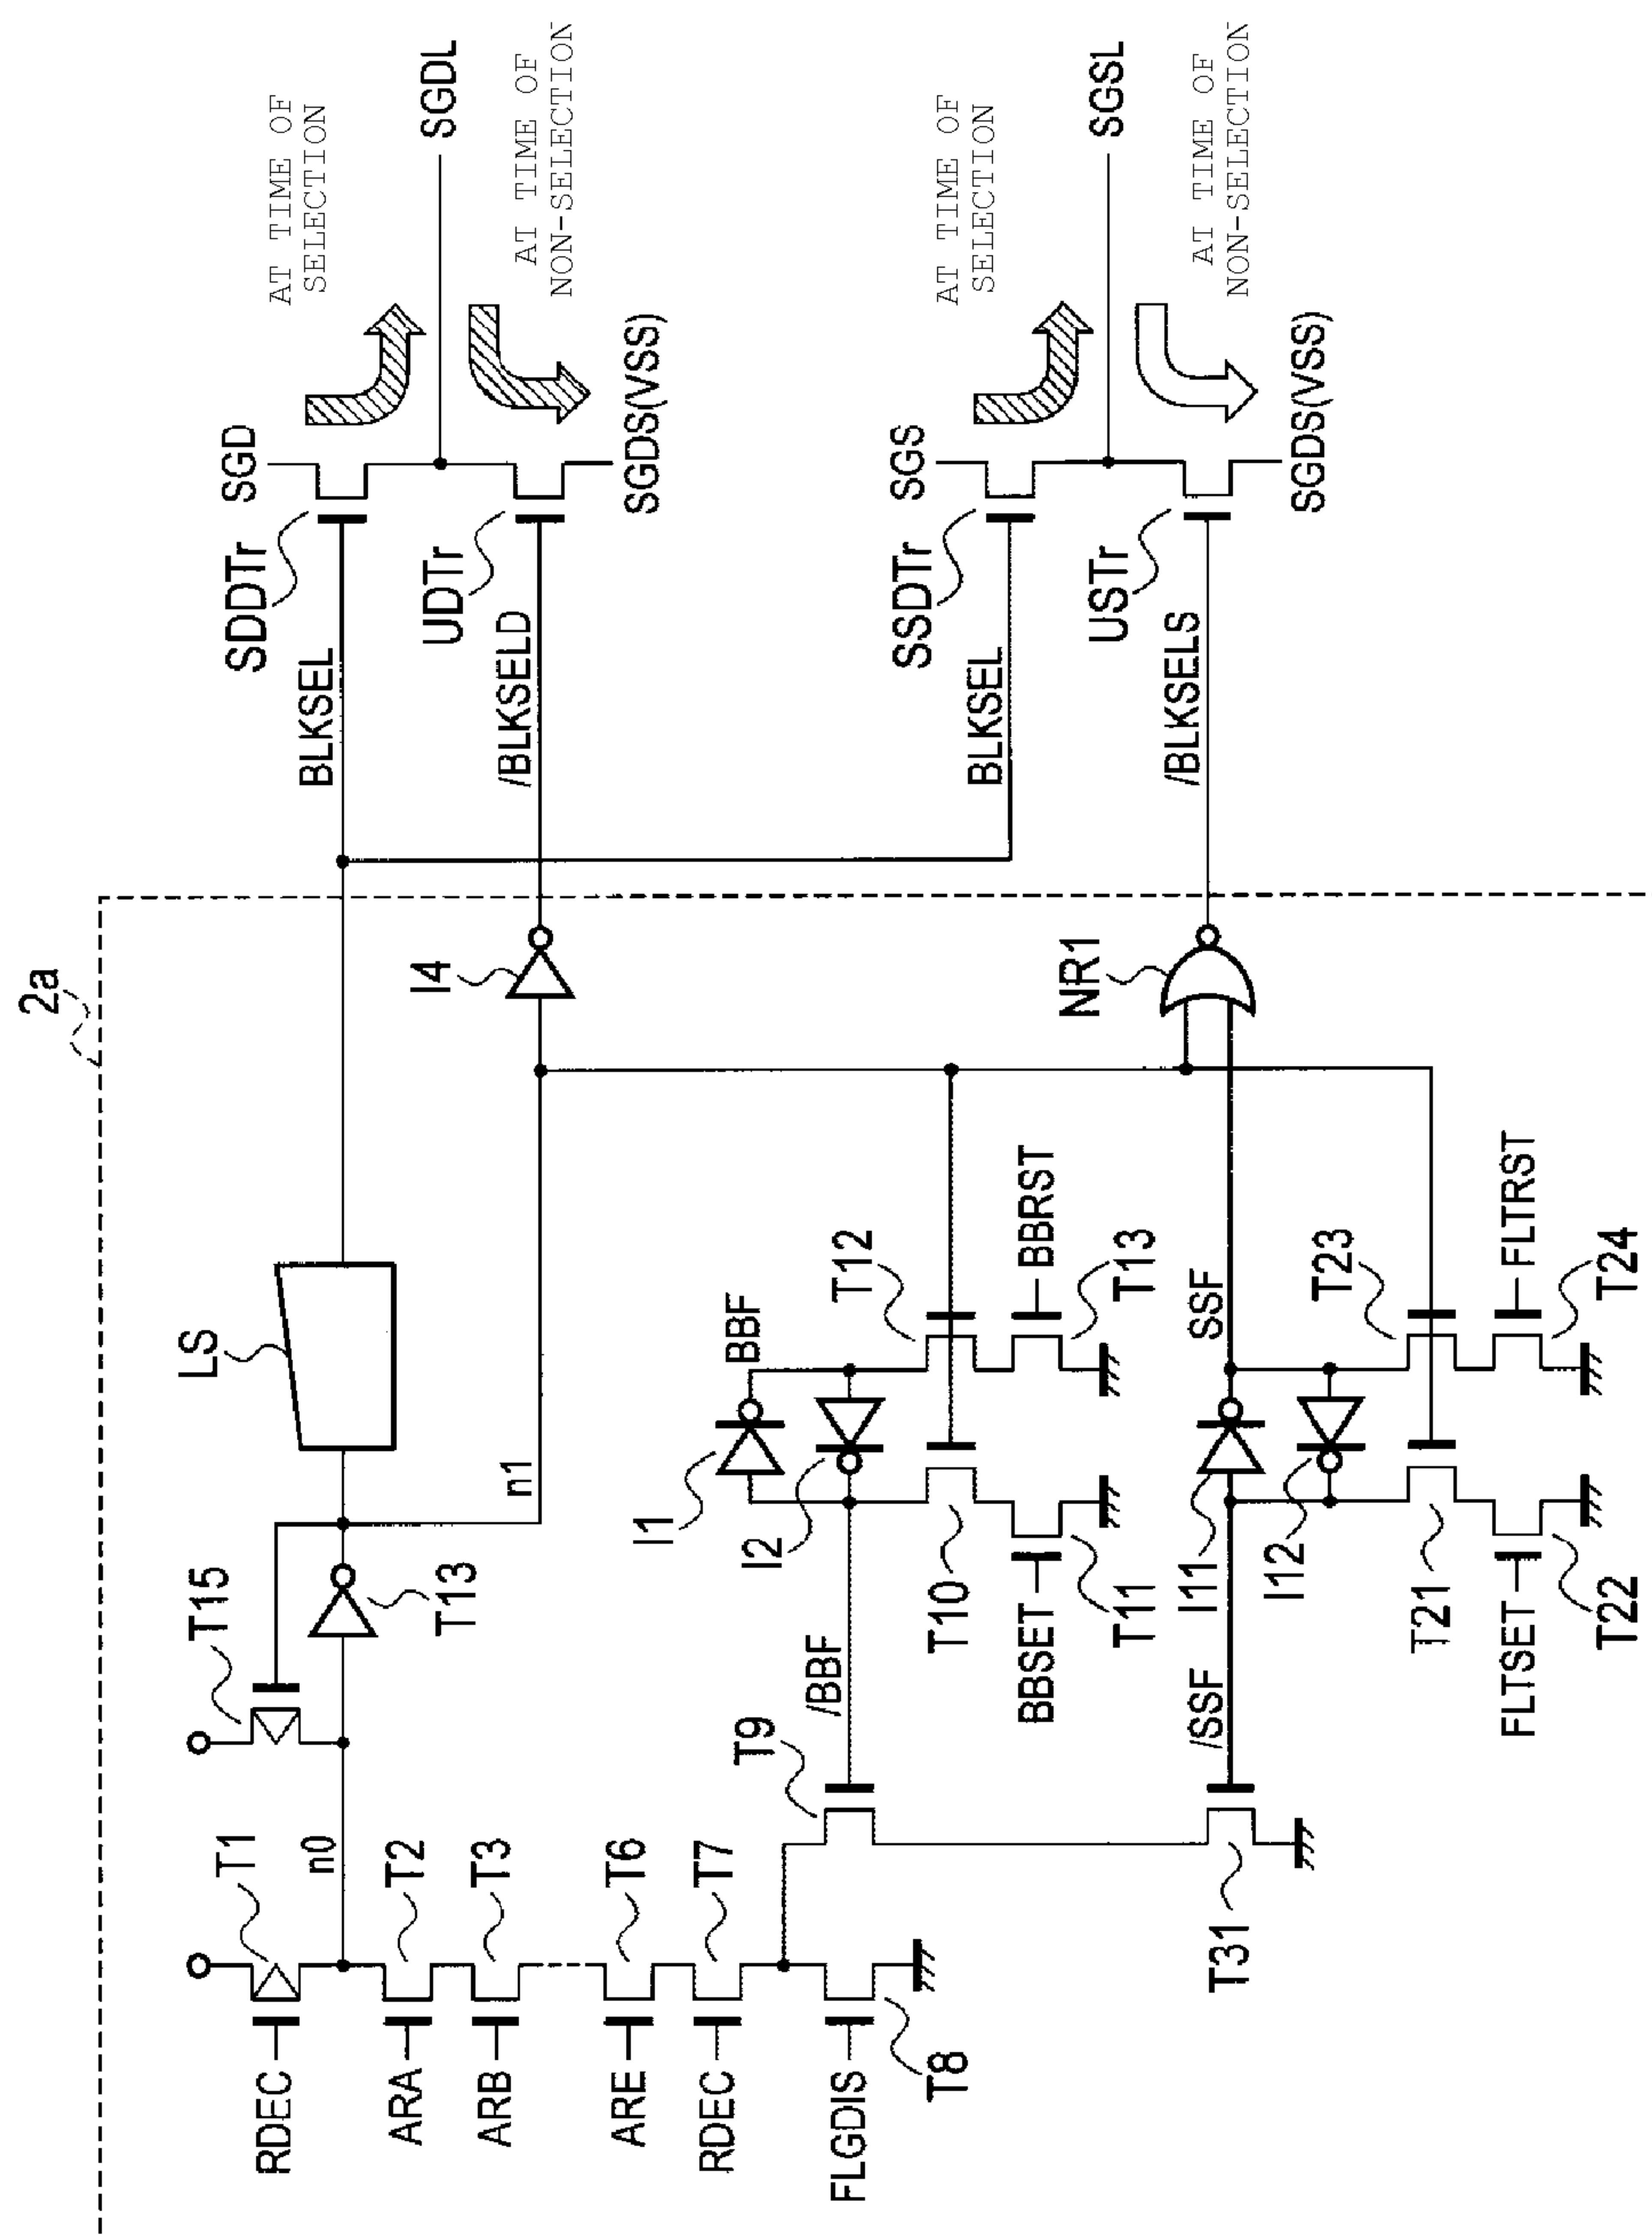 2a
SGD
AT TIME OF
SELECTION
SDDTr
BLKSEL
SGDL
LS
T15
T13
UDTr
/BLKSELD
AT TIME OF
NON-SELECTION
SGDS(VSS)
I4
T1
RDEC
n0
n1
ARA
T2
ARB
T3
ARE
T6
RDEC
T7
FLGDIS
T8
T9
/BBF
I1
I2
BBF
T12
T10
BBSET
T11
BBRST
T13
SGS
AT TIME OF
SELECTION
SSDTr
BLKSEL
SGSL
NR1
USTr
/BLKSELS
AT TIME OF
NON-SELECTION
SGDS(VSS)
T31
/SSF
I11
I12
SSF
T23
T21
FLTSET
T22
FLTRST
T24